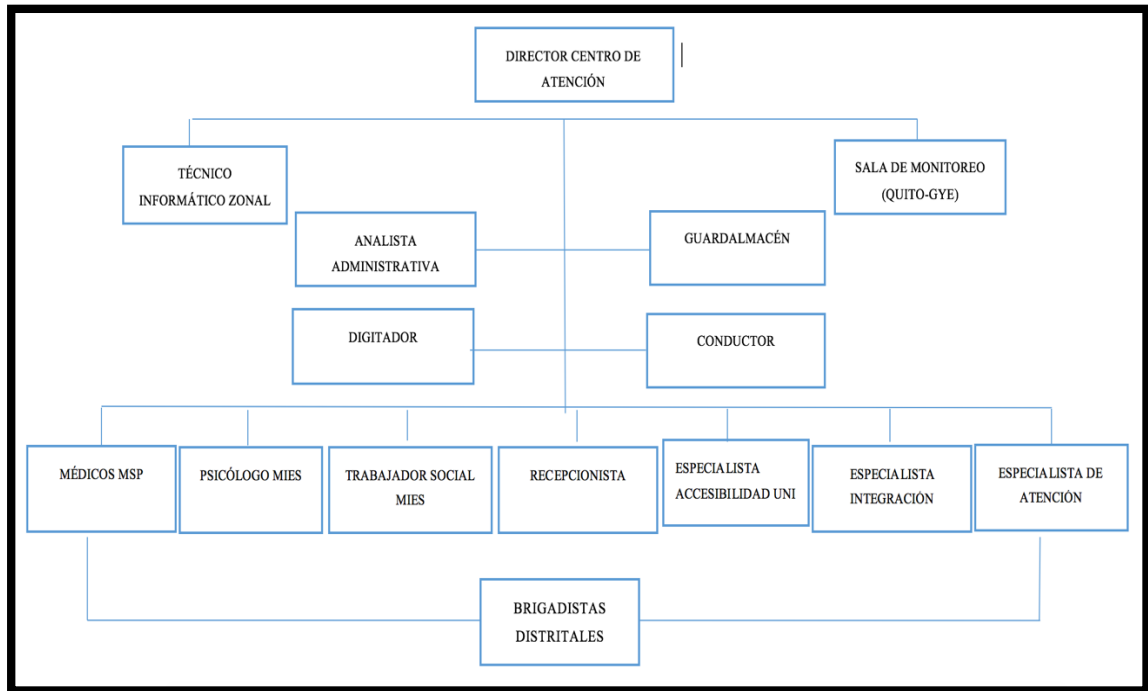 DIRECTOR CENTRO DE
ATENCIÓN
TÉCNICO
INFORMÁTICO ZONAL
SALA DE MONITOREO
(QUITO-GYE)
ANALISTA
ADMINISTRATIVA
GUARDALMACÉN
DIGITADOR
CONDUCTOR
MÉDICOS MSP
PSICÓLOGO MIES
TRABAJADOR SOCIAL
MIES
RECEPCIONISTA
ESPECIALISTA
ACCESIBILIDAD UNI
ESPECIALISTA
INTEGRACIÓN
ESPECIALISTA DE
ATENCIÓN
BRIGADISTAS
DISTRITALES